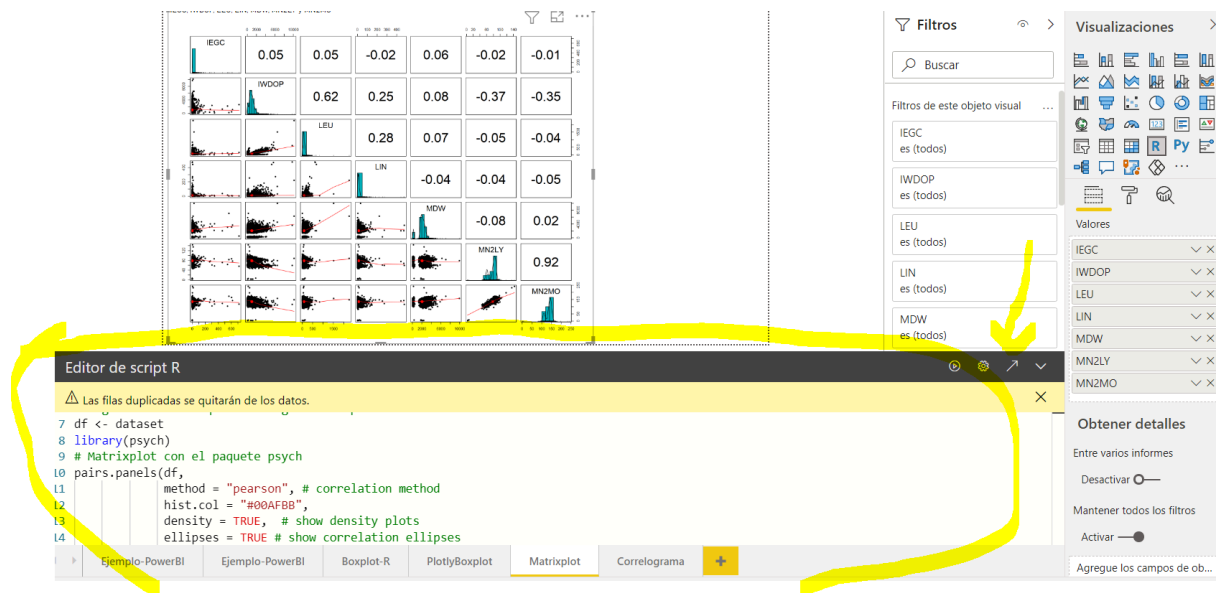 IEGC
0.05
0.05
-0.02
0.06
-0.02
-0.01
IWDOP
0.62
0.25
0.08
-0.37
-0.35
LEU
0.28
0.07
-0.05
-0.04
LIN
-0.04
-0.04
-0.05
MDW
-0.08
0.02
MN2LY
0.92
MN2MO
Filtros
Buscar
Filtros de este objeto visual
IEGC
es (todos)
IWDOP
es (todos)
LEU
es (todos)
LIN
es (todos)
MDW
es (todos)
Visualizaciones
123
R
Py
Valores
IEGC
IWDOP
LEU
LIN
MDW
MN2LY
MN2MO
Obtener detalles
Entre varios informes
Desactivar
Mantener todos los filtros
Activar
Agregue los campos de ob...
Editor de script R
Las filas duplicadas se quitarán de los datos.
7 df <- dataset
8 library(psych)
9 # Matrixplot con el paquete psych
10 pairs.panels(df,
11 method = "pearson", # correlation method
12 hist.col = "#00AFBB",
13 density = TRUE, # show density plots
14 ellipses = TRUE # show correlation ellipses
Ejemplo-PowerBI
Ejemplo-PowerBI
Boxplot-R
PlotlyBoxplot
Matrixplot
Correlograma
+